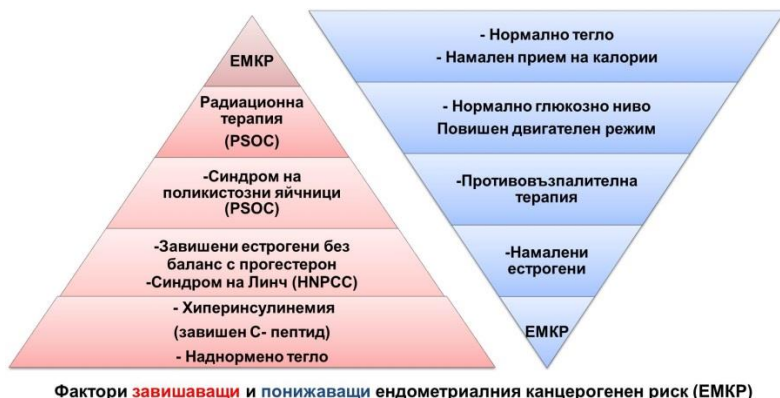 ЕМКР
Радиационна
терапия
(PSOC)
-Синдром на
поликистозни яйчници
(PSOC)
-Завишени естрогени без
баланс с прогестерон
-Синдром на Линч (HNPCC)
- Хиперинсулинемия
(завишен С- пептид)
- Наднормено тегло
- Нормално тегло
- Намален прием на калории
- Нормално глюкозно ниво
Повишен двигателен режим
-Противовъзпалителна
терапия
-Намалени
естрогени
ЕМКР
Фактори завишаващи и понижаващи ендометриалния канцерогенен риск (ЕМКР)